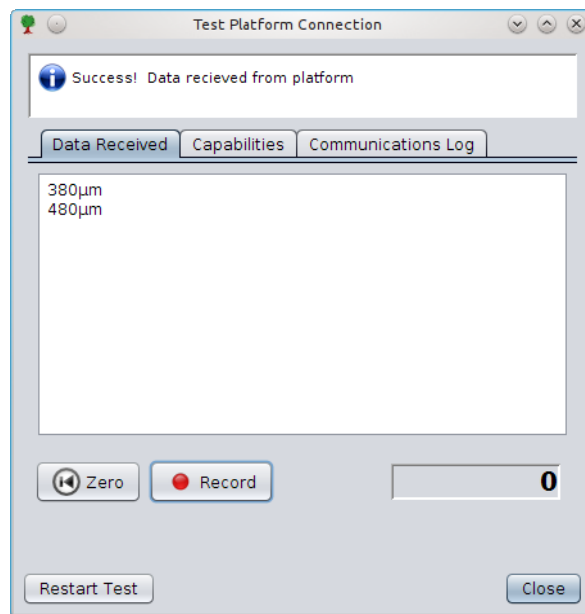 Test Platform Connection
Success! Data recieved from platform
Data Received Capabilities Communications Log
380µm
480µm
Zero Record 0
Restart Test Close